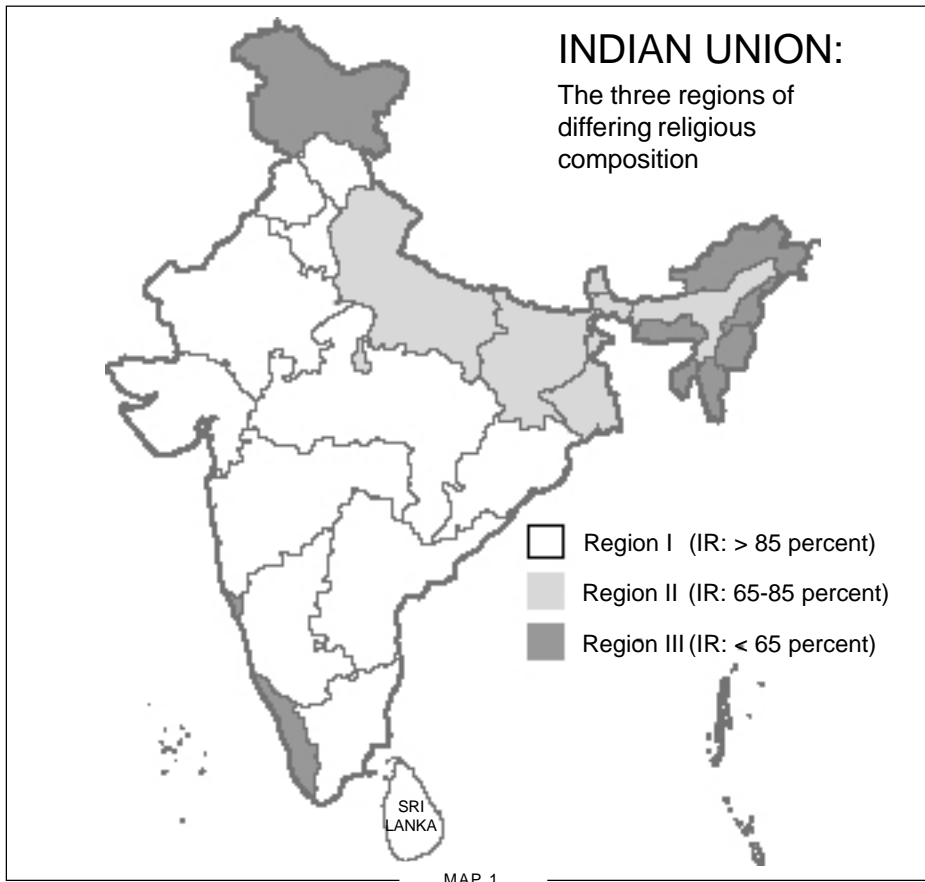 INDIAN UNION:
The three regions of
differing religious
composition
Region I (IR: > 85 percent)
Region II (IR: 65-85 percent)
Region III (IR: < 65 percent)
SRI
LANKA
MAP 1